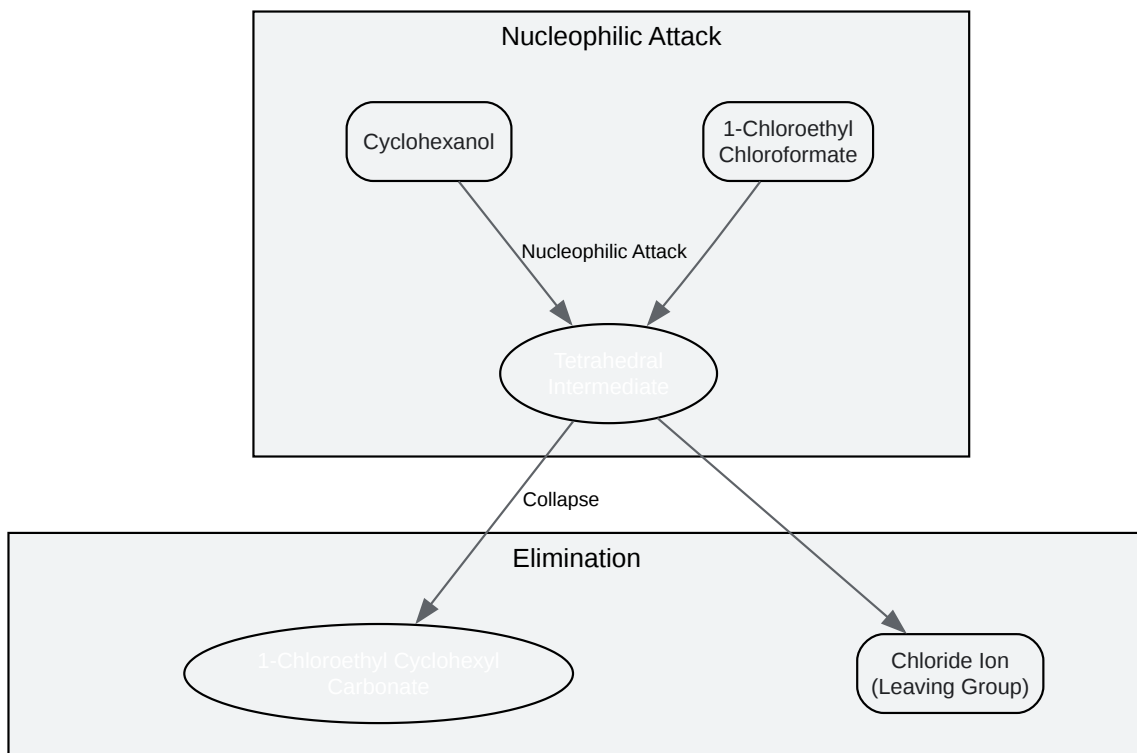 Nucleophilic Attack
Cyclohexanol
1-Chloroethyl
Chloroformate
Nucleophilic Attack
Tetrahedral
Intermediate
Collapse
Elimination
1-Chloroethyl Cyclohexyl
Carbonate
Chloride Ion
(Leaving Group)